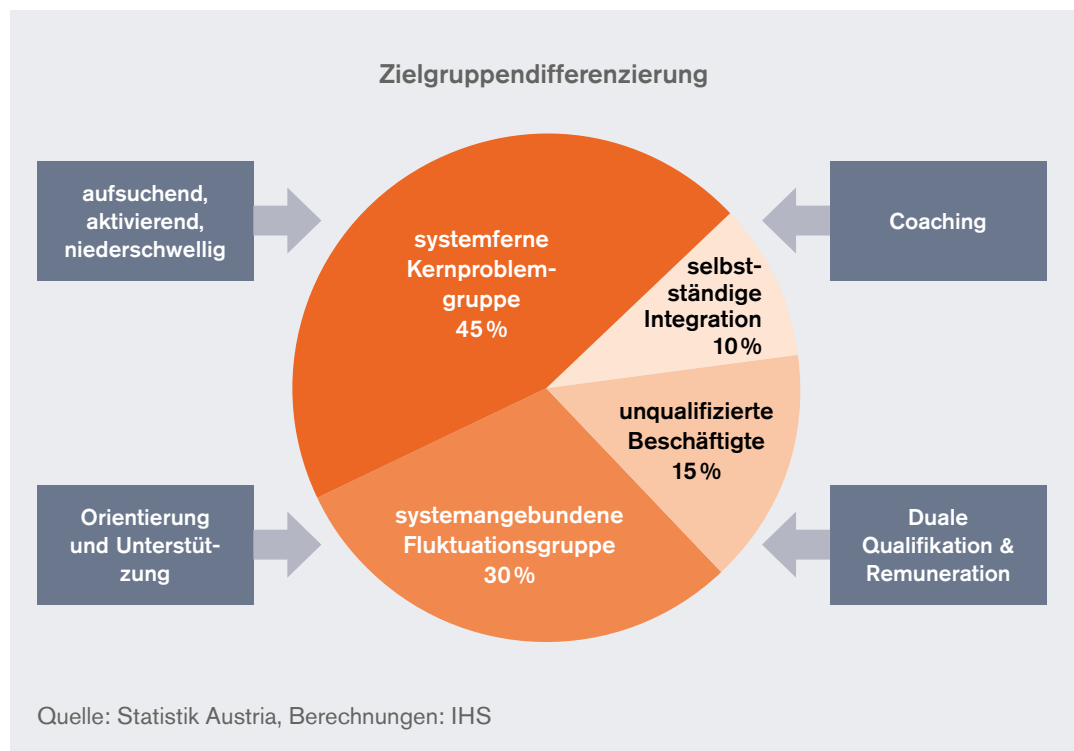 Zielgruppendifferenzierung
aufsuchend,
aktivierend,
niederschwellig
systemferne
Kernproblem-
gruppe
45 %
Coaching
selbst-
ständige
Integration
10 %
unqualifizierte
Beschäftigte
15 %
Orientierung
und Unterstüt-
zung
systemangebundene
Fluktuationsgruppe
30 %
Duale
Qualifikation &
Remuneration
Quelle: Statistik Austria, Berechnungen: IHS